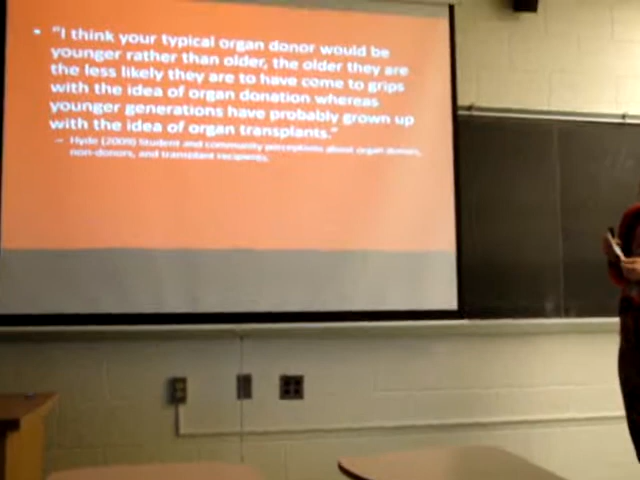 • "I think your typical organ donor would be
younger rather than older, the older they are
the less likely they are to have come to grips
with the idea of organ donation whereas
younger generations have probably grown up
with the idea of organ transplants."
– Hyde (2009) Student and community perceptions about organ donors,
non-donors, and transplant recipients.